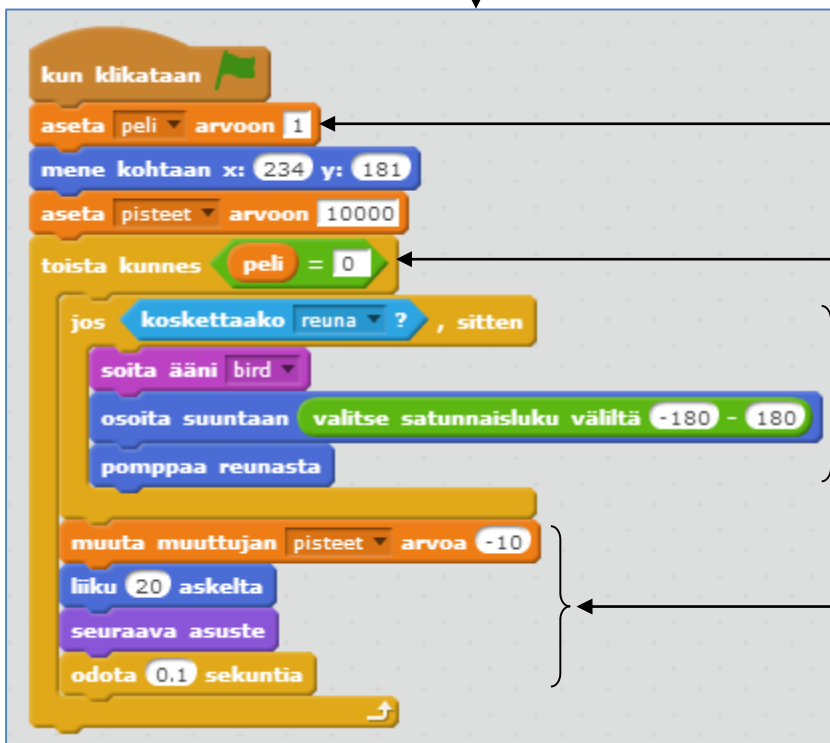 kun klikataan
aseta peli arvoon 1
mene kohtaan x: 234 y: 181
aseta pisteet arvoon 10000
toista kunnes peli = 0
jos koskettaako reuna ? , sitten
soita ääni bird
osoita suuntaan valitse satunnaisluku väliltä -180 - 180
pomppaa reunasta
muuta muuttujan pisteet arvoa -10
liiku 20 askelta
seuraava asuste
odota 0.1 sekuntia